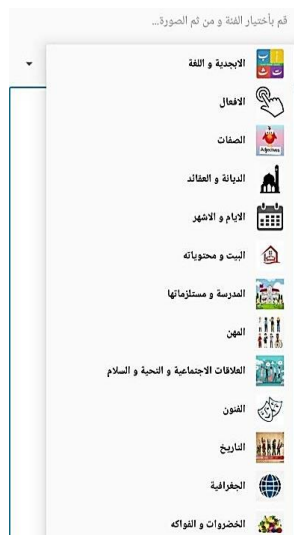 قم بأختيار الفئة و من ثم الصورة...
الابجدية و اللغة
الافعال
الصفات
Adjectives
الديانة و العقائد
الايام و الاشهر
البيت و محتوياته
المدرسة و مستلزماتها
المهن
العلاقات الاجتماعية و التحية و السلام
الفنون
التاريخ
الجغرافية
الخضروات و الفواكه